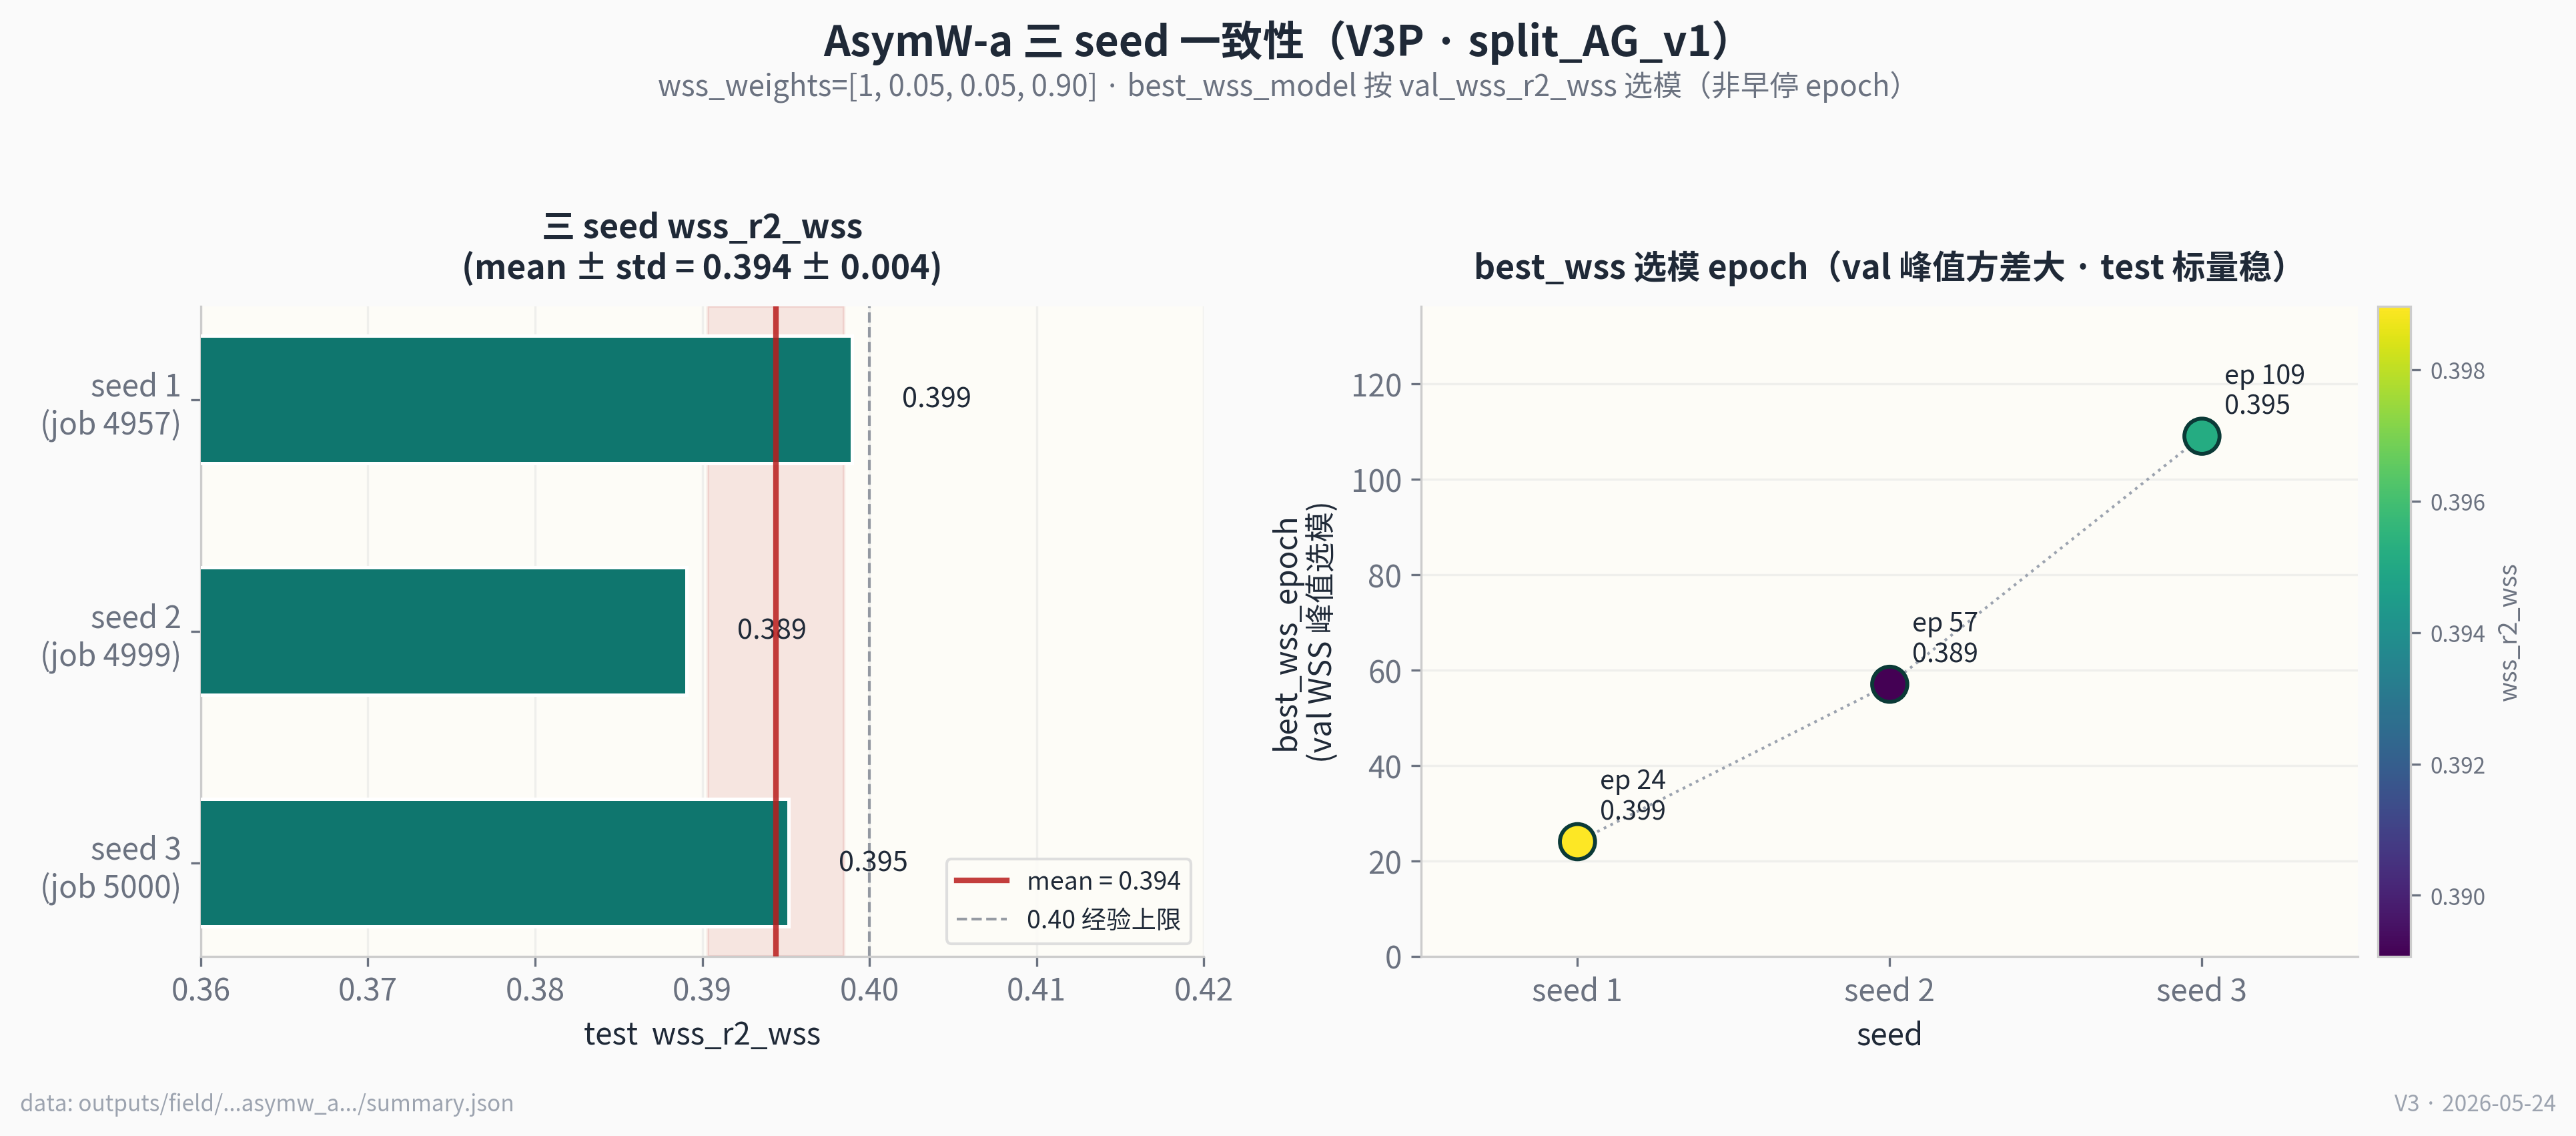 AsymW-a 三 seed 一致性（V3P · split_AG_v1）
wss_weights=[1, 0.05, 0.05, 0.90] · best_wss_model 按 val_wss_r2_wss 选模（非早停 epoch）
三 seed wss_r2_wss
(mean ± std = 0.394 ± 0.004)
seed 1
(job 4957)
seed 2
(job 4999)
seed 3
(job 5000)
0.399
0.389
0.395
mean = 0.394
0.40 经验上限
0.36 0.37 0.38 0.39 0.40 0.41 0.42
test wss_r2_wss
best_wss 选模 epoch（val 峰值方差大 · test 标量稳）
best_wss_epoch
(val WSS 峰值选模)
120
100
80
60
40
20
0
ep 109
0.395
ep 57
0.389
ep 24
0.399
seed 1 seed 2 seed 3
seed
0.398
0.396
0.394
0.392
0.390
wss_r2_wss
data: outputs/field/...asymw_a.../summary.json
V3 · 2026-05-24